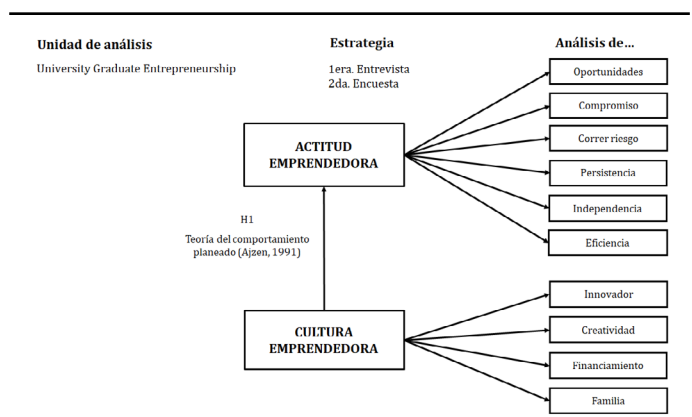 Unidad de análisis
University Graduate Entrepreneurship
Estrategia
1era. Entrevista
2da. Encuesta
Análisis de...
ACTITUD
EMPRENDEDORA
Oportunidades
Compromiso
Correr riesgo
Persistencia
Independencia
Eficiencia
H1
Teoría del comportamiento
planeado (Ajzen, 1991)
CULTURA
EMPRENDEDORA
Innovador
Creatividad
Financiamiento
Familia